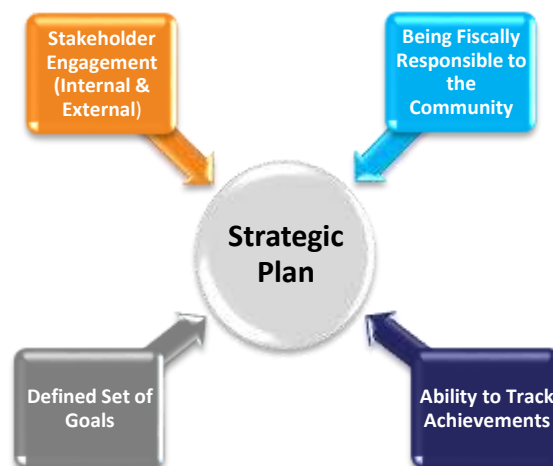 Stakeholder
Engagement
(Internal &
External)
Being Fiscally
Responsible to
the
Community
Strategic
Plan
Defined Set of
Goals
Ability to Track
Achievements